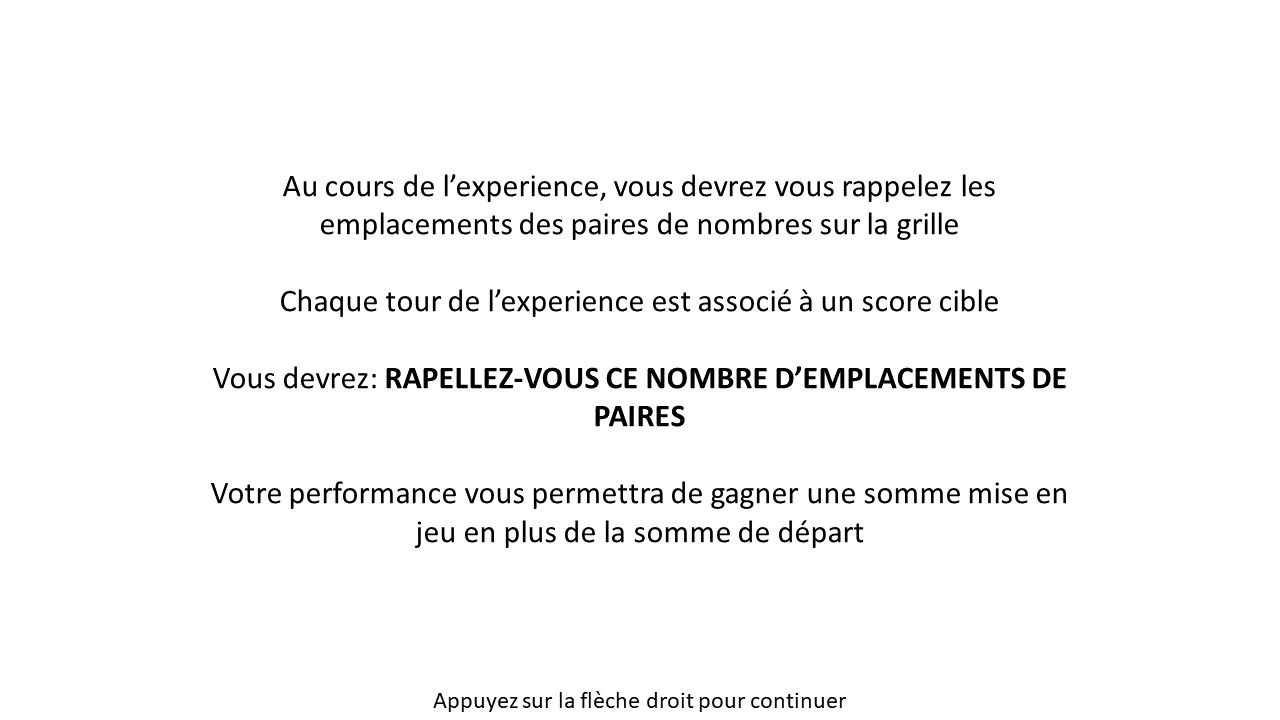 Au cours de l’experience, vous devrez vous rappelez les
emplacements des paires de nombres sur la grille
Chaque tour de l’experience est associé à un score cible
Vous devrez: RAPELLEZ-VOUS CE NOMBRE D’EMPLACEMENTS DE
PAIRES
Votre performance vous permettra de gagner une somme mise en
jeu en plus de la somme de départ
Appuyez sur la flèche droit pour continuer